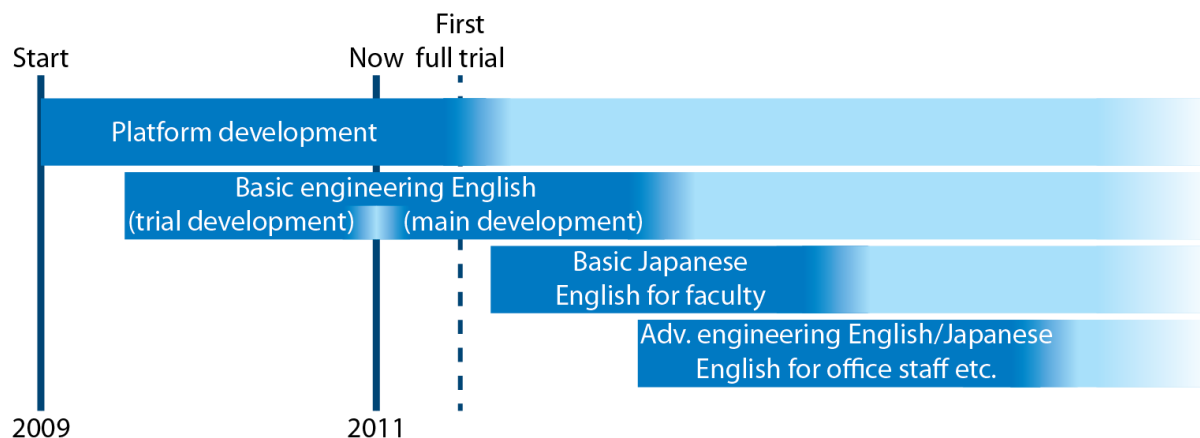 First
Start
Now full trial
Platform development
Basic engineering English
(trial development) (main development)
Basic Japanese
English for faculty
Adv. engineering English/Japanese
English for office staff etc.
2009
2011